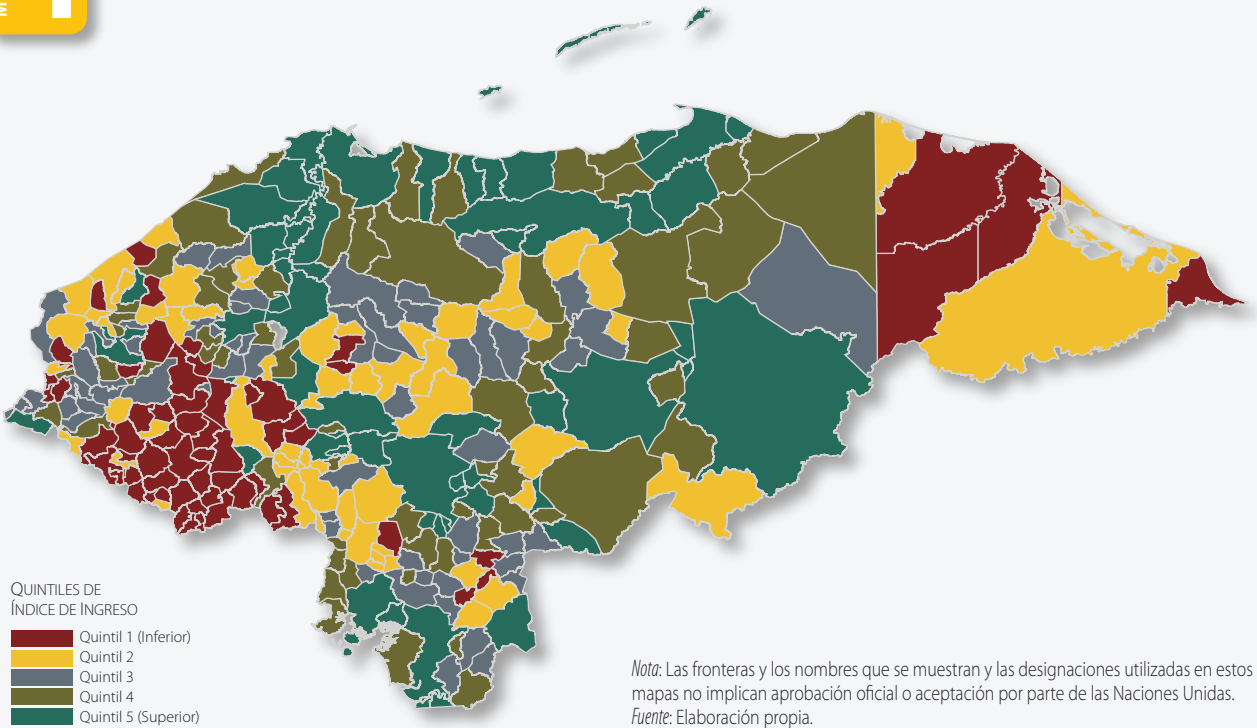 M
QUINTILES DE
ÍNDICE DE INGRESO
Quintil 1 (Inferior)
Quintil 2
Quintil 3
Quintil 4
Quintil 5 (Superior)
Nota: Las fronteras y los nombres que se muestran y las designaciones utilizadas en estos
mapas no implican aprobación oficial o aceptación por parte de las Naciones Unidas.
Fuente: Elaboración propia.